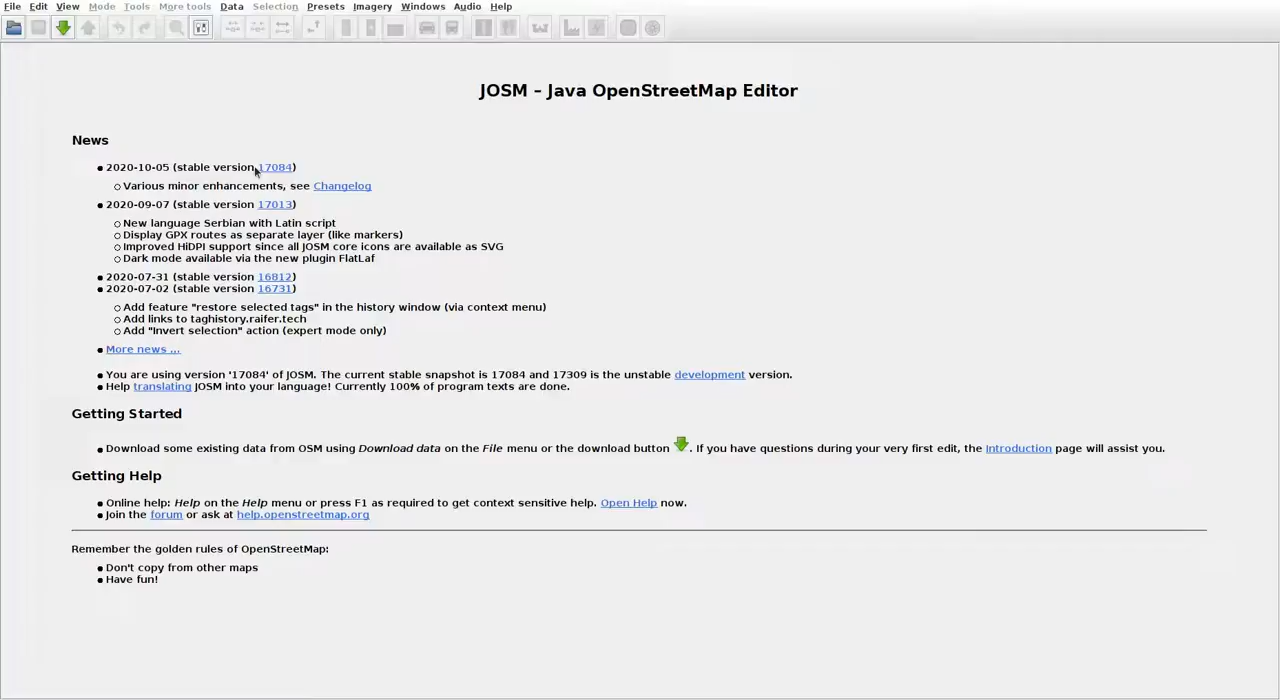 File Edit View Mode Tools More tools Data Selection Presets Imagery Windows Audio Help
JOSM – Java OpenStreetMap Editor
News
2020-10-05 (stable version 17084)
Various minor enhancements, see Changelog
2020-09-07 (stable version 17013)
New language Serbian with Latin script
Display GPX routes as separate layer (like markers)
Improved HiDPI support since all JOSM core icons are available as SVG
Dark mode available via the new plugin FlatLaf
2020-07-31 (stable version 16812)
2020-07-02 (stable version 16731)
Add feature "restore selected tags" in the history window (via context menu)
Add links to taghistory.raifer.tech
Add "Invert selection" action (expert mode only)
More news ...
You are using version '17084' of JOSM. The current stable snapshot is 17084 and 17309 is the unstable development version.
Help translating JOSM into your language! Currently 100% of program texts are done.
Getting Started
Download some existing data from OSM using Download data on the File menu or the download button . If you have questions during your very first edit, the Introduction page will assist you.
Getting Help
Online help: Help on the Help menu or press F1 as required to get context sensitive help. Open Help now.
Join the forum or ask at help.openstreetmap.org
Remember the golden rules of OpenStreetMap:
Don't copy from other maps
Have fun!